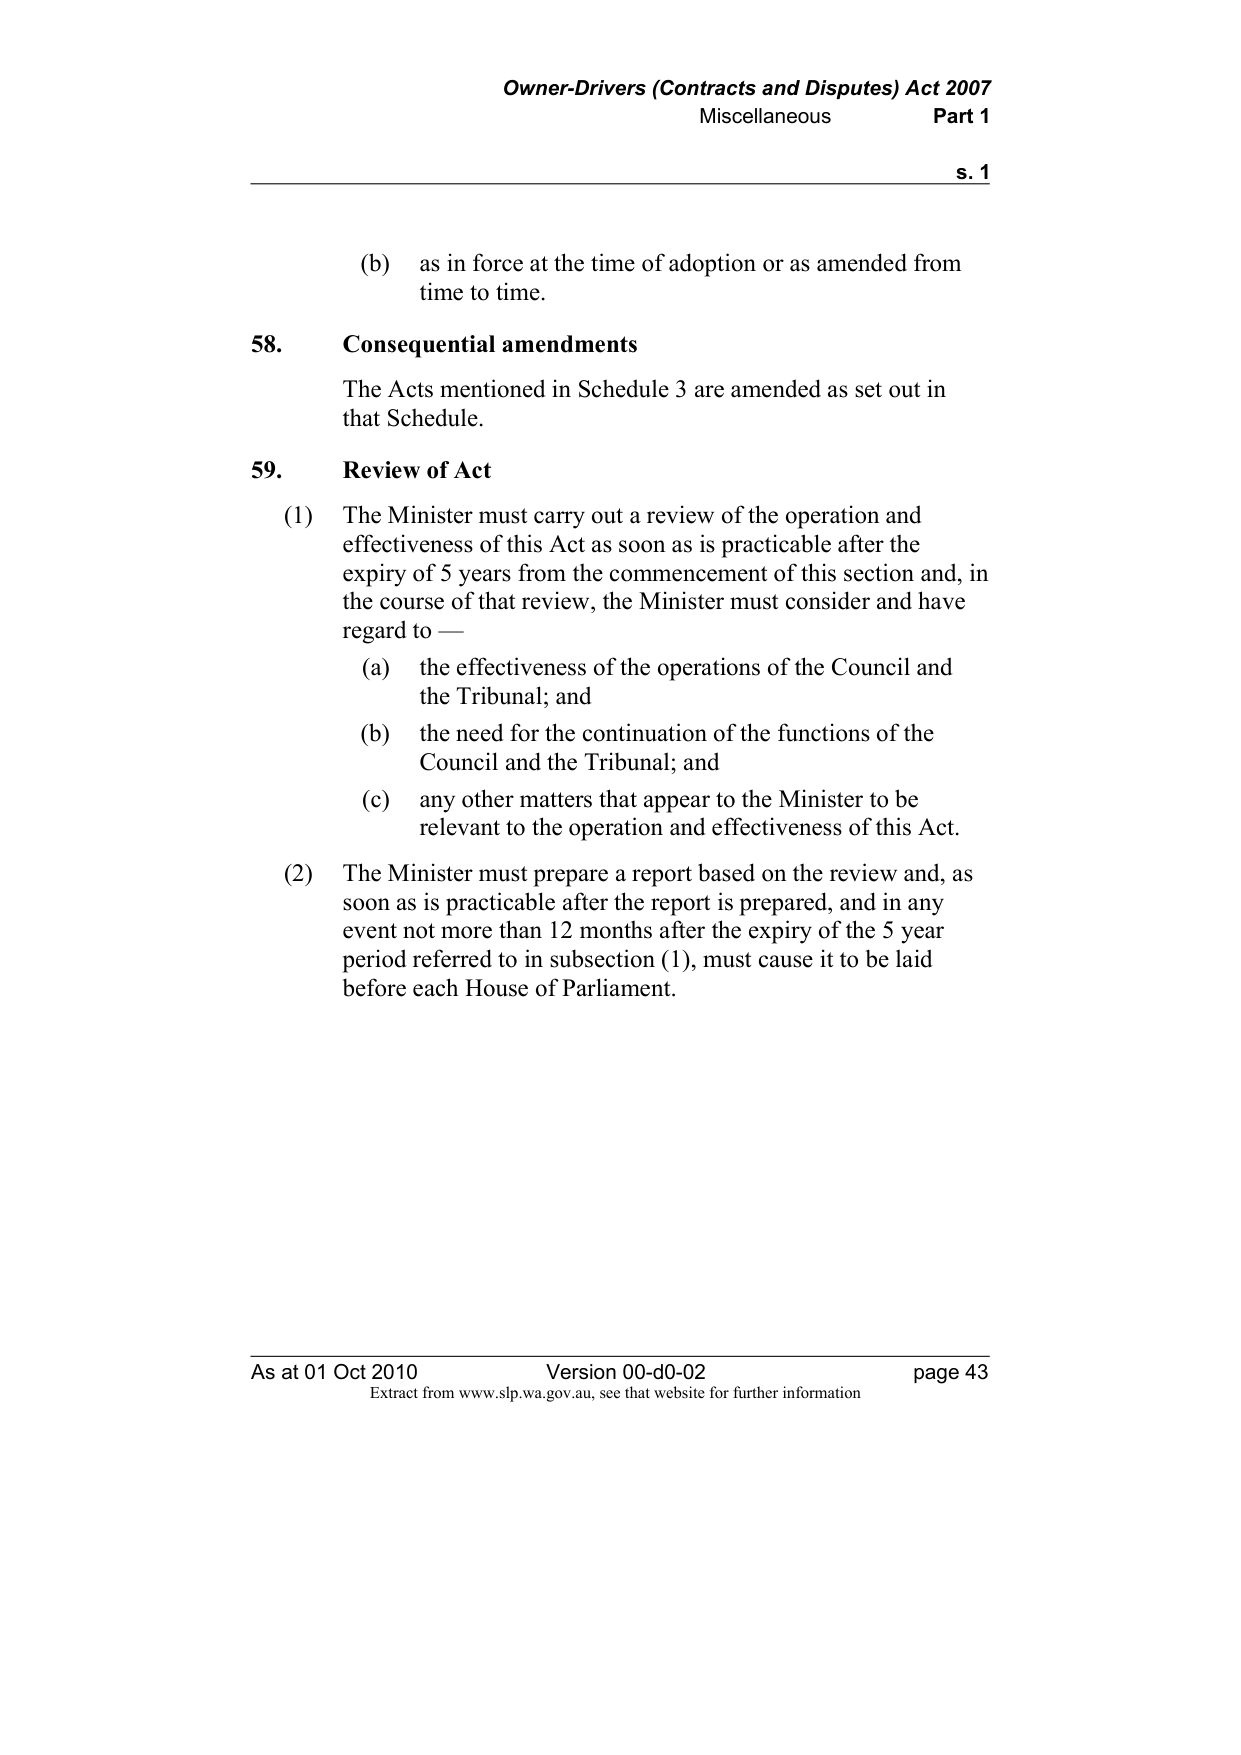 Owner-Drivers (Contracts and Disputes) Act 2007
Miscellaneous Part 1
s. 1
(b) as in force at the time of adoption or as amended from
time to time.
58. Consequential amendments
The Acts mentioned in Schedule 3 are amended as set out in
that Schedule.
59. Review of Act
(1) The Minister must carry out a review of the operation and
effectiveness of this Act as soon as is practicable after the
expiry of 5 years from the commencement of this section and, in
the course of that review, the Minister must consider and have
regard to —
(a) the effectiveness of the operations of the Council and
the Tribunal; and
(b) the need for the continuation of the functions of the
Council and the Tribunal; and
(c) any other matters that appear to the Minister to be
relevant to the operation and effectiveness of this Act.
(2) The Minister must prepare a report based on the review and, as
soon as is practicable after the report is prepared, and in any
event not more than 12 months after the expiry of the 5 year
period referred to in subsection (1), must cause it to be laid
before each House of Parliament.
As at 01 Oct 2010 Version 00-d0-02 page 43
Extract from www.slp.wa.gov.au, see that website for further information